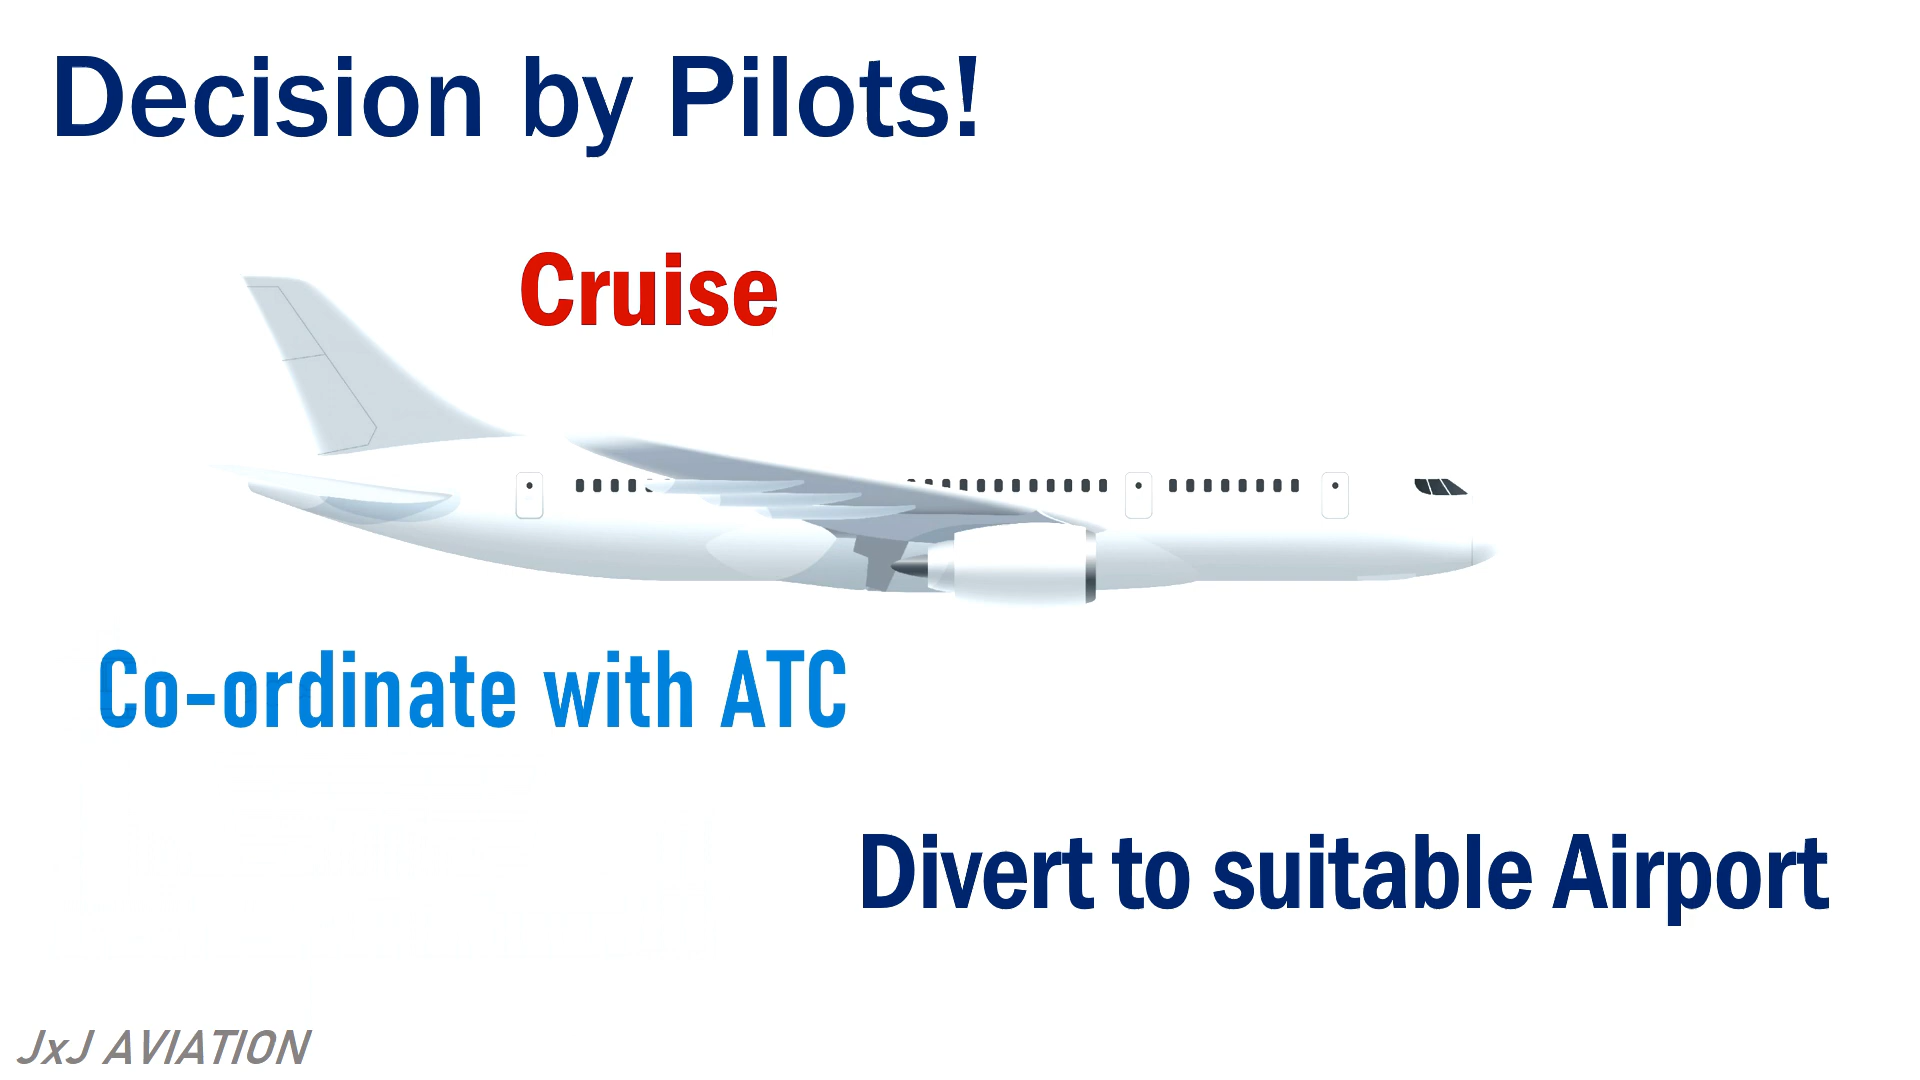 Decision by Pilots!
Cruise
Co-ordinate with ATC
Divert to suitable Airport
JxJ AVIATION